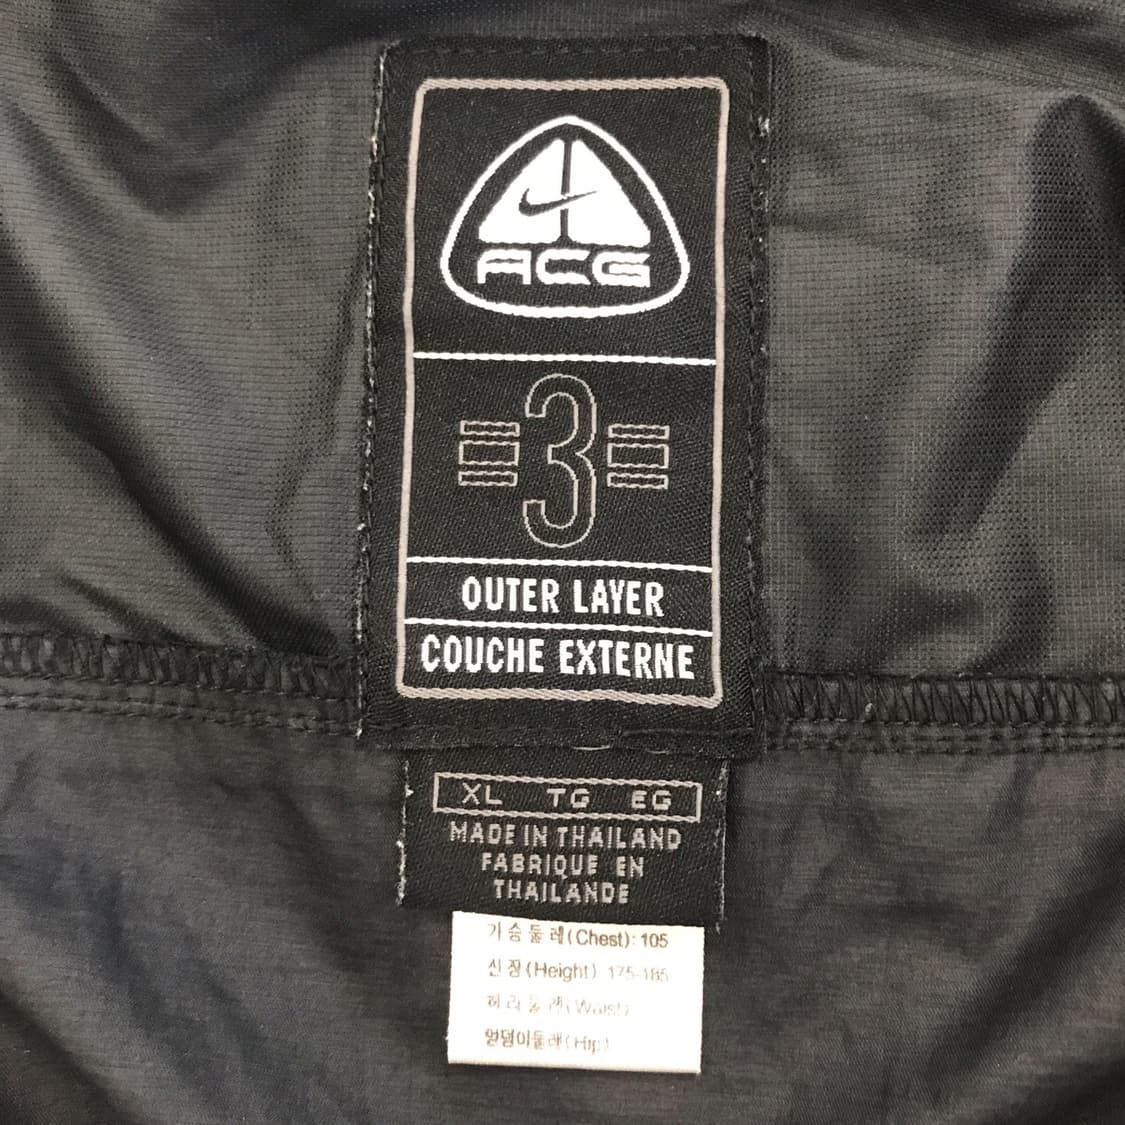 ACG
3
OUTER LAYER
COUCHE EXTERNE
XL TG EG
MADE IN THAILAND
FABRIQUE EN
THAILANDE
가슴둘레(Chest): 105
신장(Height) 175-185
허리둘레(Waist)
엉덩이둘레(Hip)